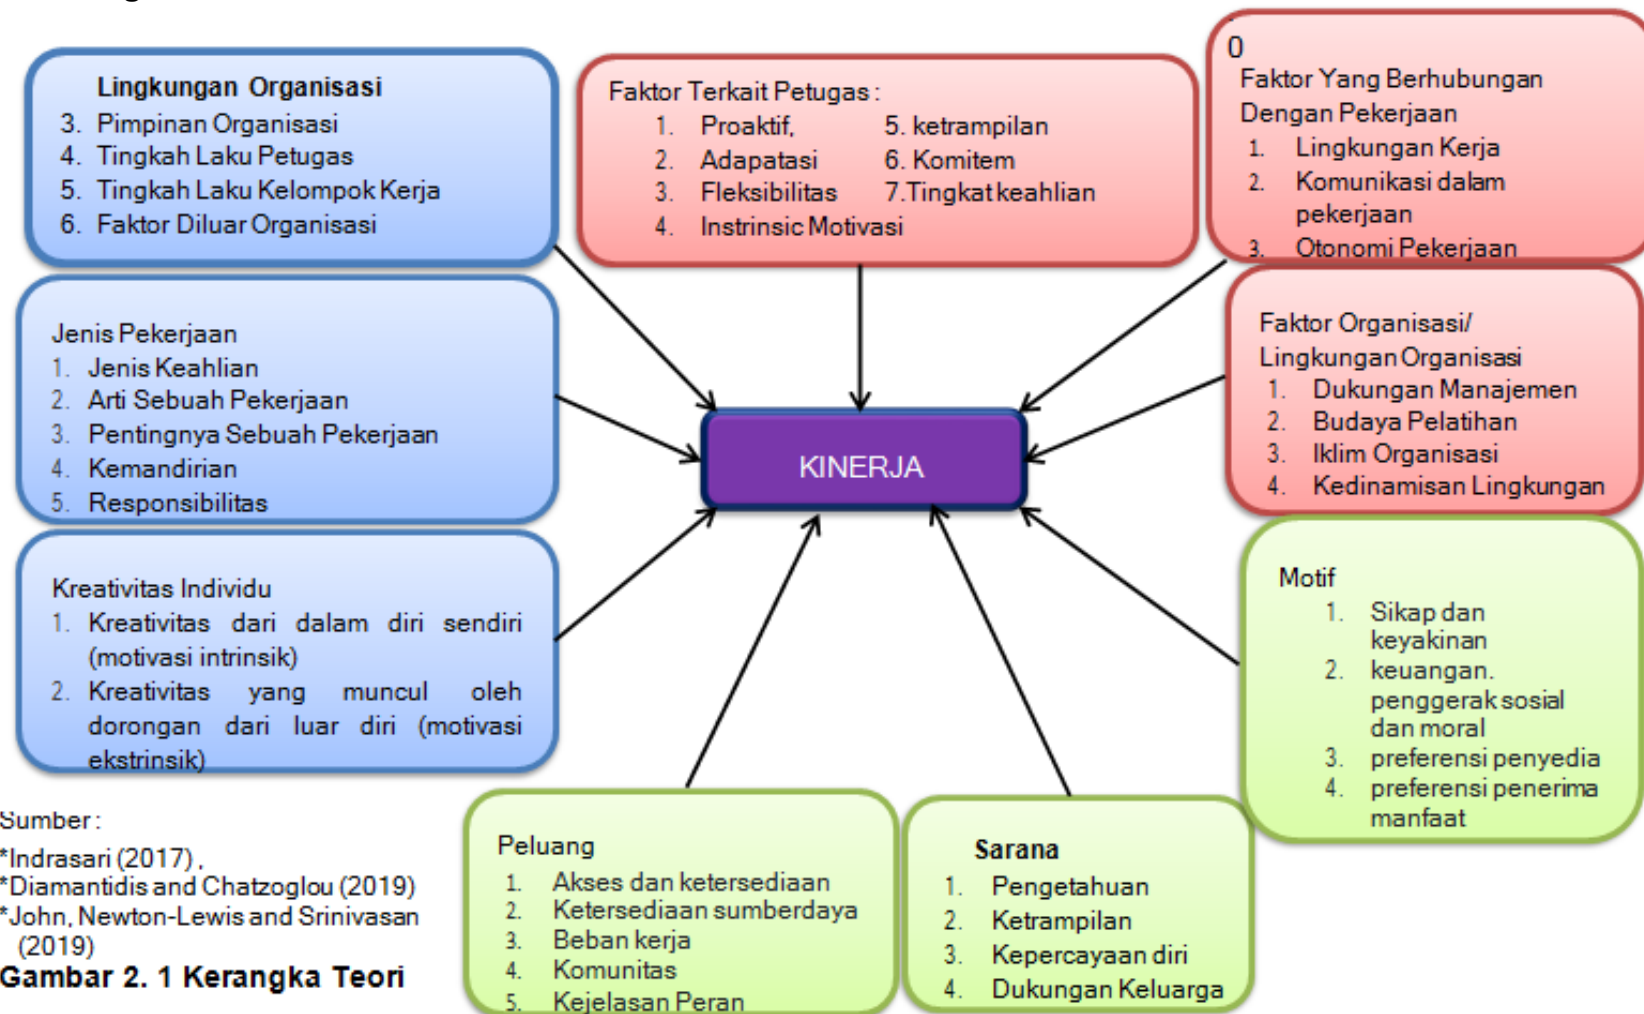 Lingkungan Organisasi
3. Pimpinan Organisasi
4. Tingkah Laku Petugas
5. Tingkah Laku Kelompok Kerja
6. Faktor Diluar Organisasi
Faktor Terkait Petugas :
1. Proaktif, 5. ketrampilan
2. Adapatasi 6. Komitem
3. Fleksibilitas 7.Tingkat keahlian
4. Instrinsic Motivasi
0
Faktor Yang Berhubungan
Dengan Pekerjaan
1. Lingkungan Kerja
2. Komunikasi dalam
pekerjaan
3. Otonomi Pekerjaan
Jenis Pekerjaan
1. Jenis Keahlian
2. Arti Sebuah Pekerjaan
3. Pentingnya Sebuah Pekerjaan
4. Kemandirian
5. Responsibilitas
KINERJA
Faktor Organisasi/
Lingkungan Organisasi
1. Dukungan Manajemen
2. Budaya Pelatihan
3. Iklim Organisasi
4. Kedinamisan Lingkungan
Kreativitas Individu
1. Kreativitas dari dalam diri sendiri
(motivasi intrinsik)
2. Kreativitas yang muncul oleh
dorongan dari luar diri (motivasi
ekstrinsik)
Motif
1. Sikap dan
keyakinan
2. keuangan.
penggerak sosial
dan moral
3. preferensi penyedia
4. preferensi penerima
manfaat
Peluang
1. Akses dan ketersediaan
2. Ketersediaan sumberdaya
3. Beban kerja
4. Komunitas
5. Kejelasan Peran
Sarana
1. Pengetahuan
2. Ketrampilan
3. Kepercayaan diri
4. Dukungan Keluarga
Sumber :
*Indrasari (2017) ,
*Diamantidis and Chatzoglou (2019)
*John, Newton-Lewis and Srinivasan
(2019)
Gambar 2. 1 Kerangka Teori